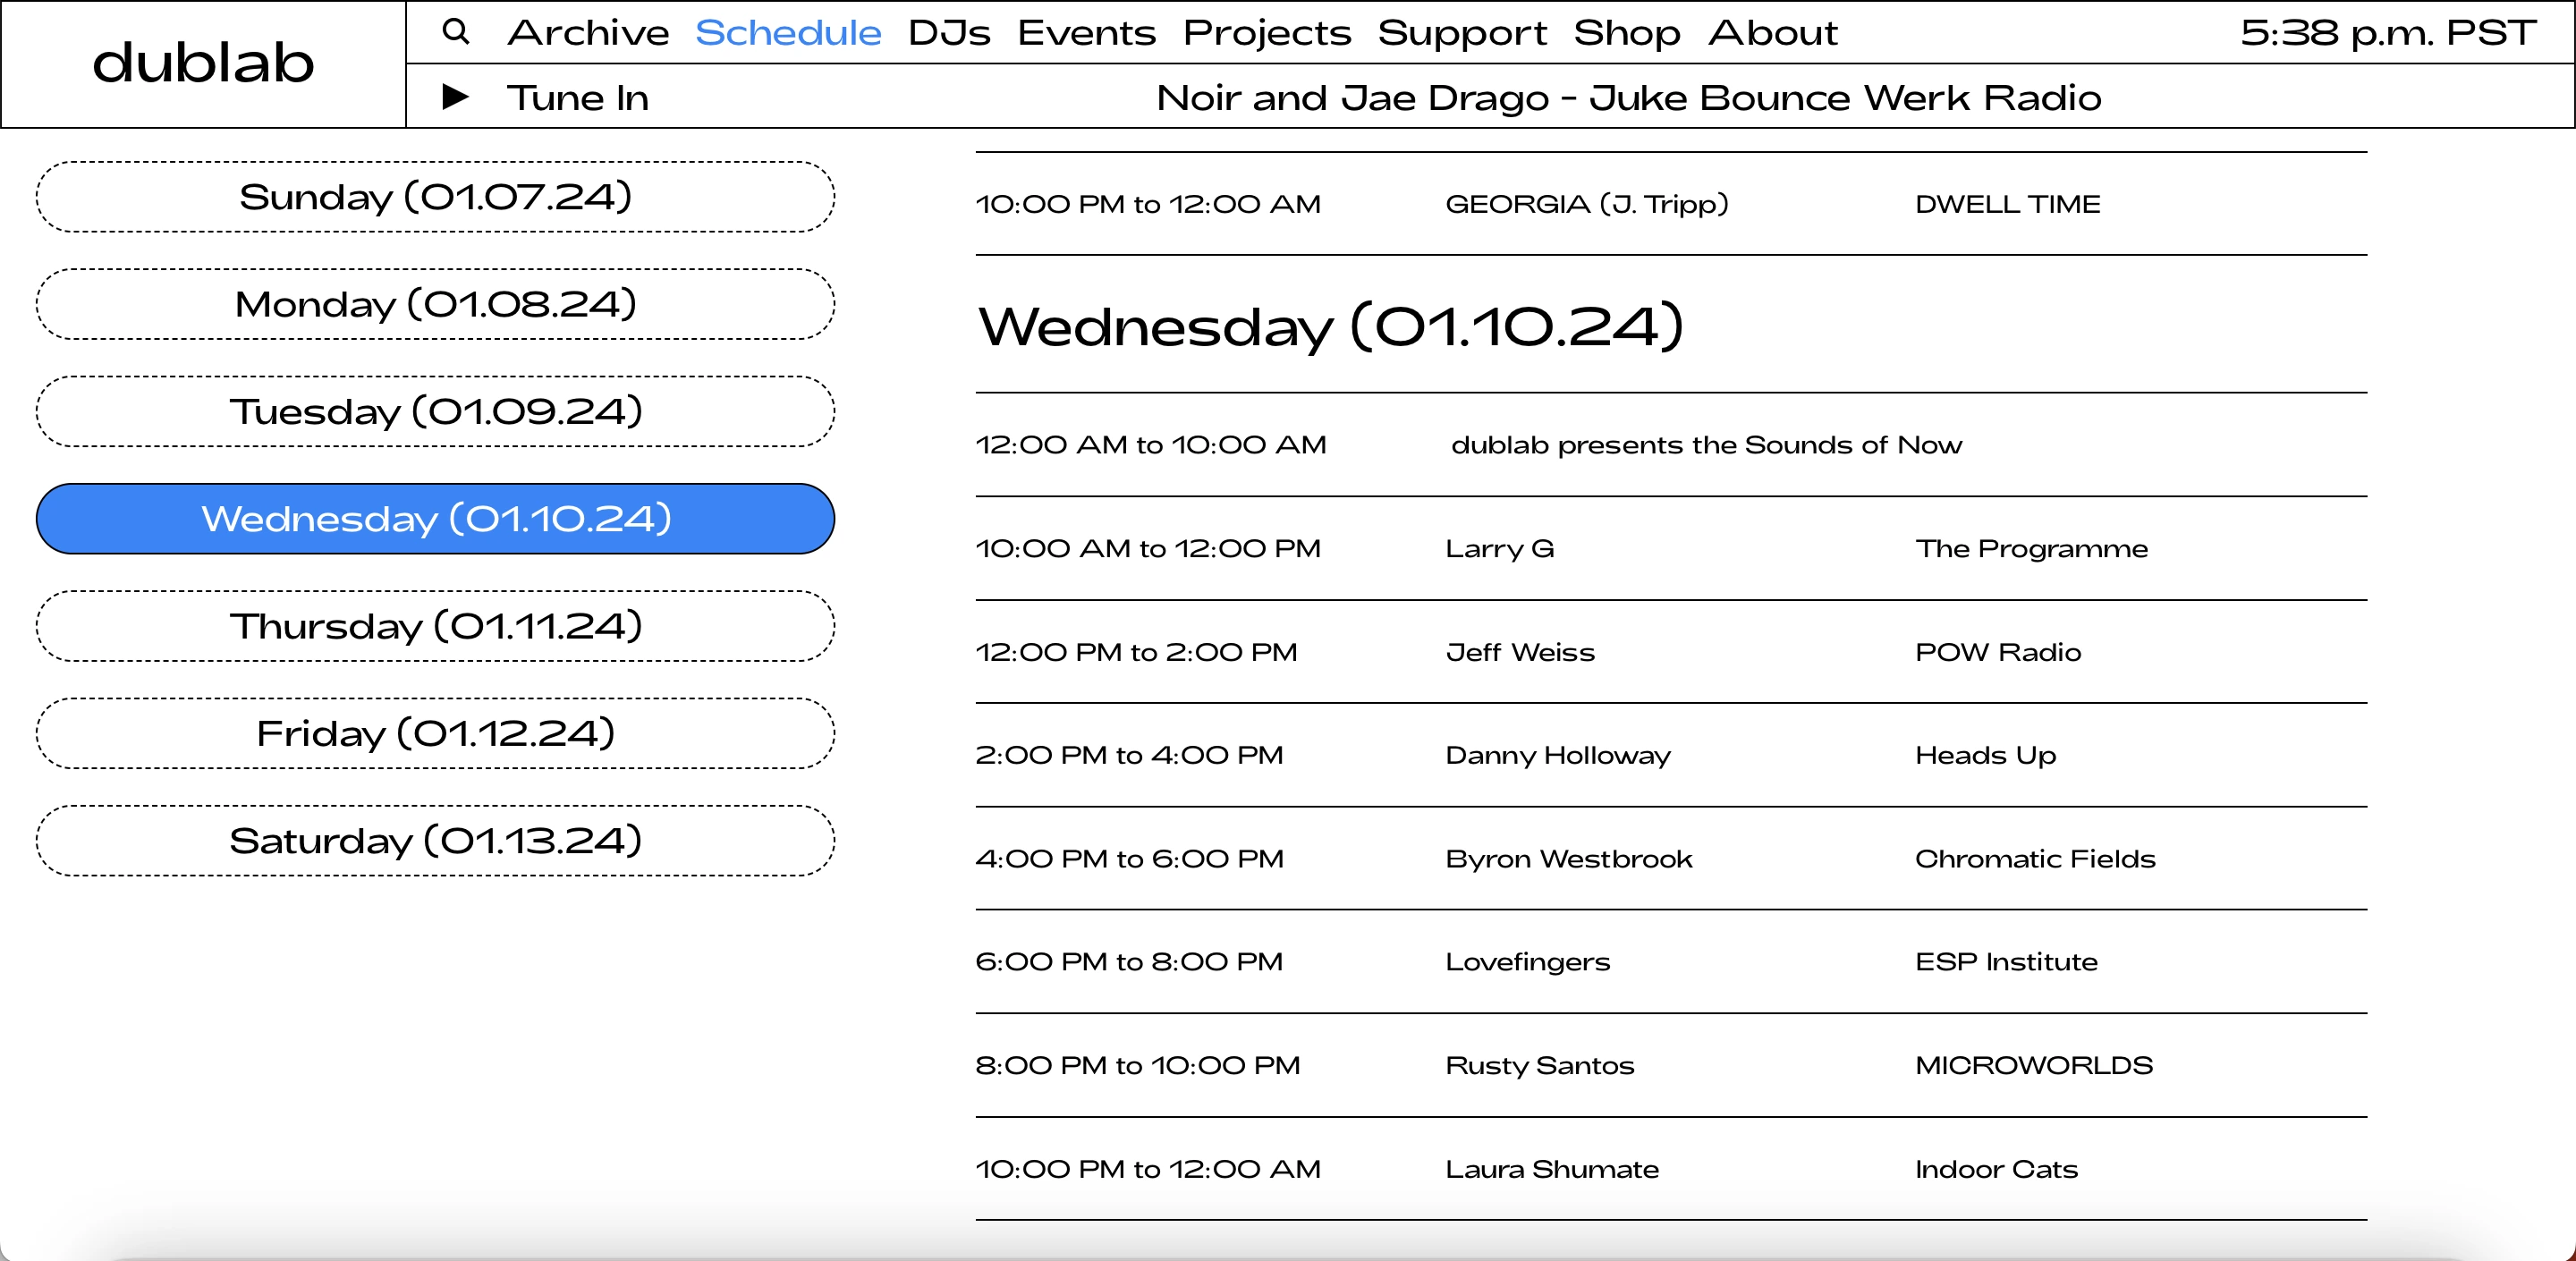 dublab
Archive Schedule DJs Events Projects Support Shop About
5:38 p.m. PST
Tune In
Noir and Jae Drago - Juke Bounce Werk Radio
Sunday (01.07.24)
Monday (01.08.24)
Tuesday (01.09.24)
Wednesday (01.10.24)
Thursday (01.11.24)
Friday (01.12.24)
Saturday (01.13.24)
10:00 PM to 12:00 AM GEORGIA (J. Tripp) DWELL TIME
Wednesday (01.10.24)
12:00 AM to 10:00 AM dublab presents the Sounds of Now
10:00 AM to 12:00 PM Larry G The Programme
12:00 PM to 2:00 PM Jeff Weiss POW Radio
2:00 PM to 4:00 PM Danny Holloway Heads Up
4:00 PM to 6:00 PM Byron Westbrook Chromatic Fields
6:00 PM to 8:00 PM Lovefingers ESP Institute
8:00 PM to 10:00 PM Rusty Santos MICROWORLDS
10:00 PM to 12:00 AM Laura Shumate Indoor Cats